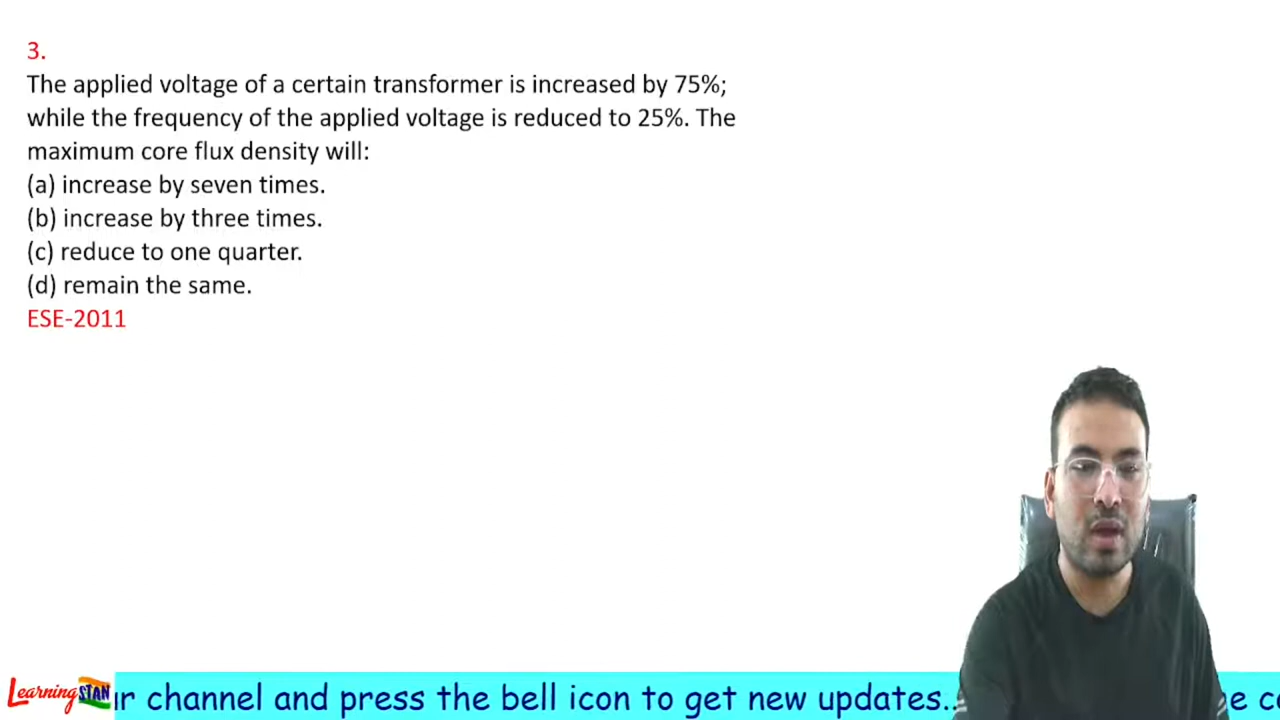 3.
The applied voltage of a certain transformer is increased by 75%;
while the frequency of the applied voltage is reduced to 25%. The
maximum core flux density will:
(a) increase by seven times.
(b) increase by three times.
(c) reduce to one quarter.
(d) remain the same.
ESE-2011
LearningSTAN
channel and press the bell icon to get new updates..